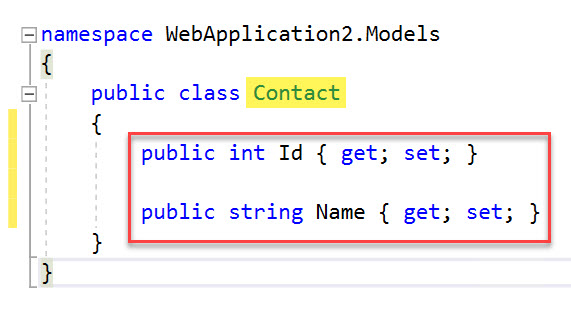 namespace WebApplication2.Models
{
public class Contact
{
public int Id { get; set; }
public string Name { get; set; }
}
}